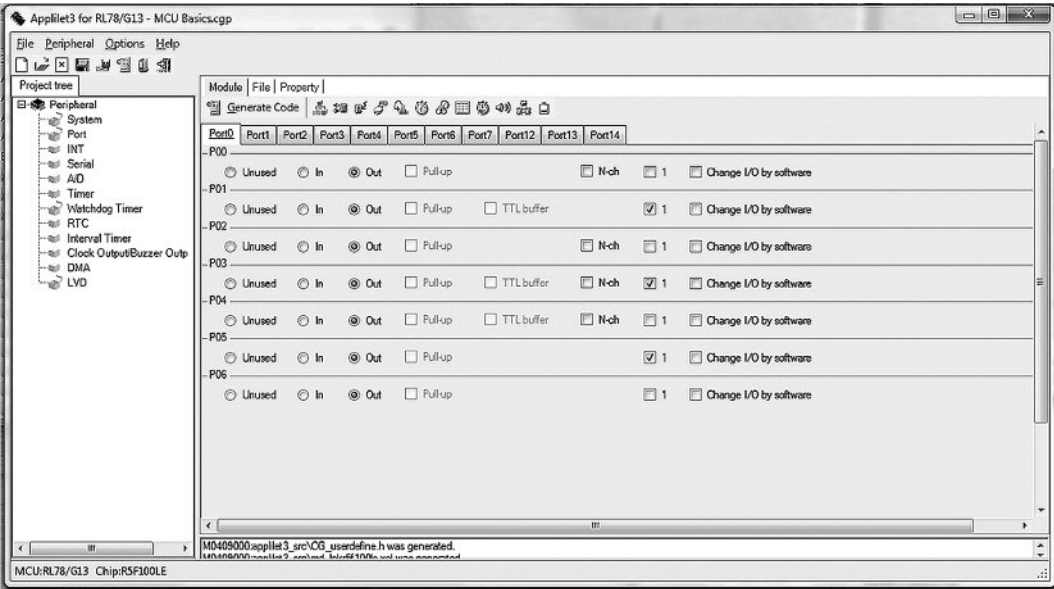 Applilet3 for RL78/G13 - MCU Basics.cgp
File Peripheral Options Help
Project tree
Peripheral
System
Port
INT
Serial
A/D
Timer
Watchdog Timer
RTC
Interval Timer
Clock Output/Buzzer Outp
DMA
LVD
Module File Property
Generate Code
Port0 Port1 Port2 Port3 Port4 Port5 Port6 Port7 Port12 Port13 Port14
P00
Unused In Out Pull-up N-ch 1 Change I/O by software
P01
Unused In Out Pull-up TTL buffer 1 Change I/O by software
P02
Unused In Out Pull-up N-ch 1 Change I/O by software
P03
Unused In Out Pull-up TTL buffer N-ch 1 Change I/O by software
P04
Unused In Out Pull-up TTL buffer N-ch 1 Change I/O by software
P05
Unused In Out Pull-up 1 Change I/O by software
P06
Unused In Out Pull-up 1 Change I/O by software
M0409000:applilet3_src\CG_userdefine.h was generated.
MCU:RL78/G13 Chip:R5F100LE